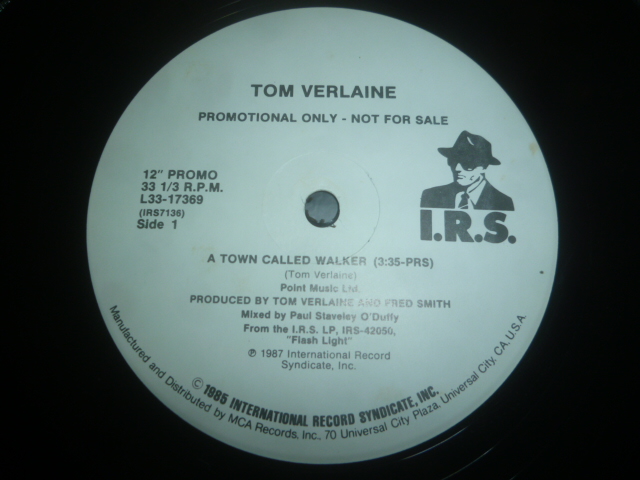 TOM VERLAINE
PROMOTIONAL ONLY - NOT FOR SALE
12" PROMO
33 1/3 R.P.M.
L33-17369
(IRS7136)
Side 1
I.R.S.
A TOWN CALLED WALKER (3:35-PRS)
(Tom Verlaine)
Point Music Ltd.
PRODUCED BY TOM VERLAINE AND FRED SMITH
Mixed by Paul Staveley O'Duffy
From the I.R.S. LP, IRS-42050,
"Flash Light"
℗ 1987 International Record
Syndicate, Inc.
© 1985 INTERNATIONAL RECORD SYNDICATE, INC.
Manufactured and Distributed by MCA Records, Inc., 70 Universal City Plaza, Universal City, CA. U.S.A.